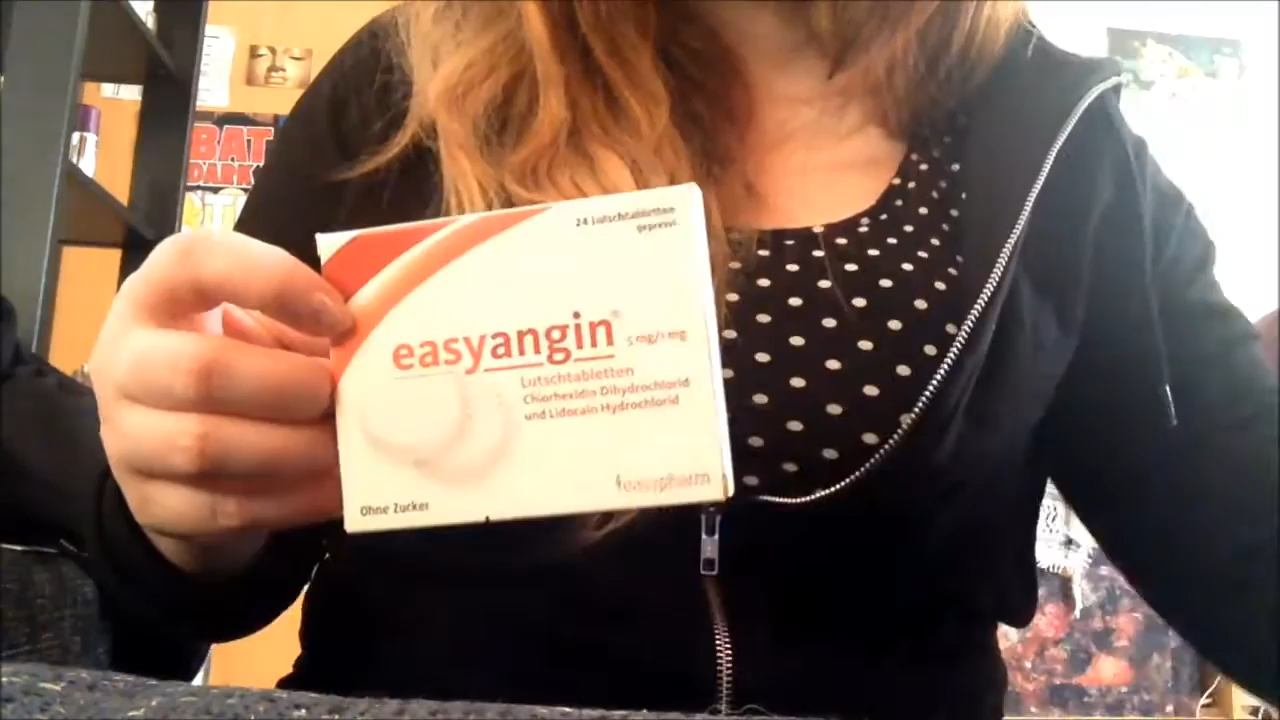 BAT
DARK
24 Lutschtabletten
gepresst
easyangin® 5 mg/1 mg
Lutschtabletten
Chlorhexidin Dihydrochlorid
und Lidocain Hydrochlorid
easypharm
Ohne Zucker